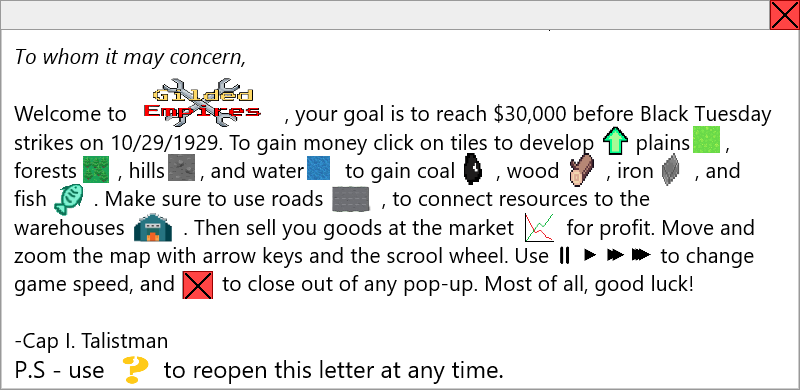 To whom it may concern,
Welcome to Gilded Empires , your goal is to reach $30,000 before Black Tuesday
strikes on 10/29/1929. To gain money click on tiles to develop plains ,
forests , hills , and water to gain coal , wood , iron , and
fish . Make sure to use roads , to connect resources to the
warehouses . Then sell you goods at the market for profit. Move and
zoom the map with arrow keys and the scrool wheel. Use to change
game speed, and to close out of any pop-up. Most of all, good luck!
-Cap I. Talistman
P.S - use ? to reopen this letter at any time.